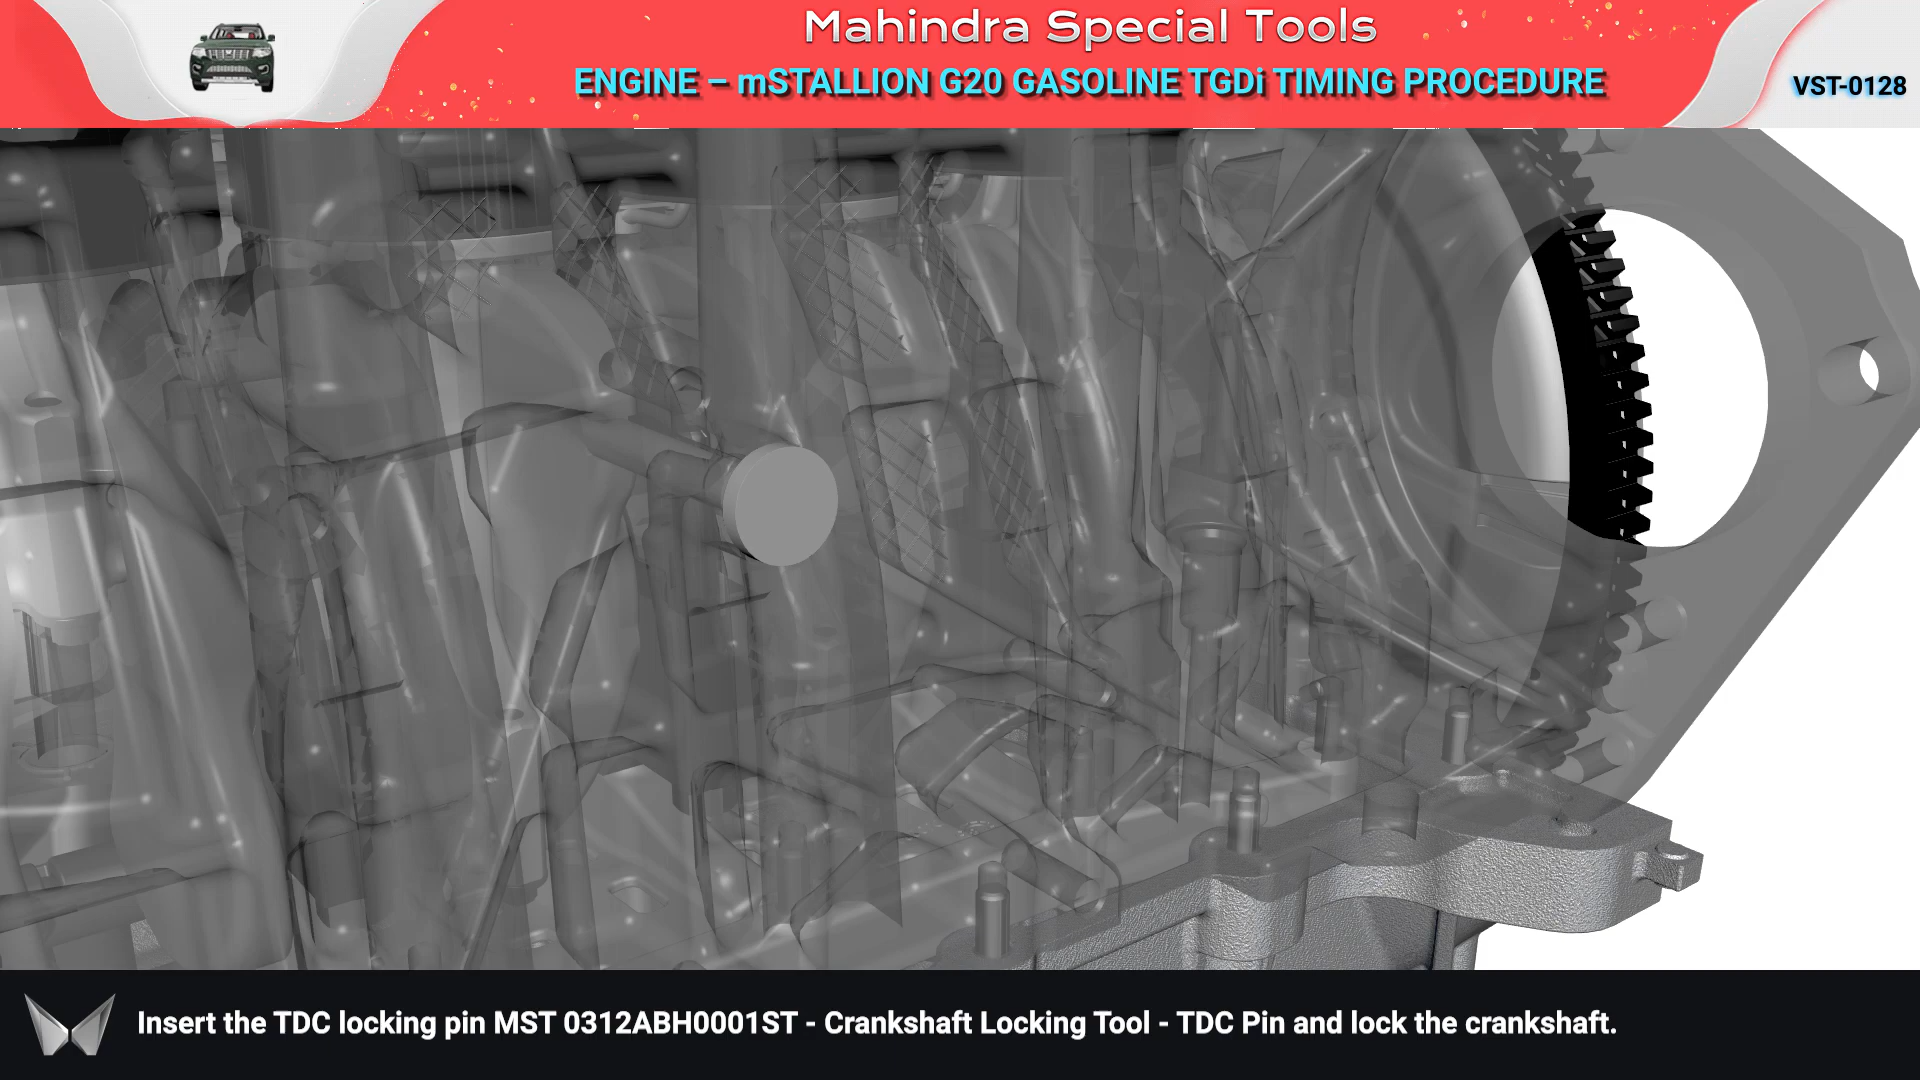 Mahindra Special Tools
ENGINE – mSTALLION G20 GASOLINE TGDi TIMING PROCEDURE
VST-0128
Insert the TDC locking pin MST 0312ABH0001ST - Crankshaft Locking Tool - TDC Pin and lock the crankshaft.